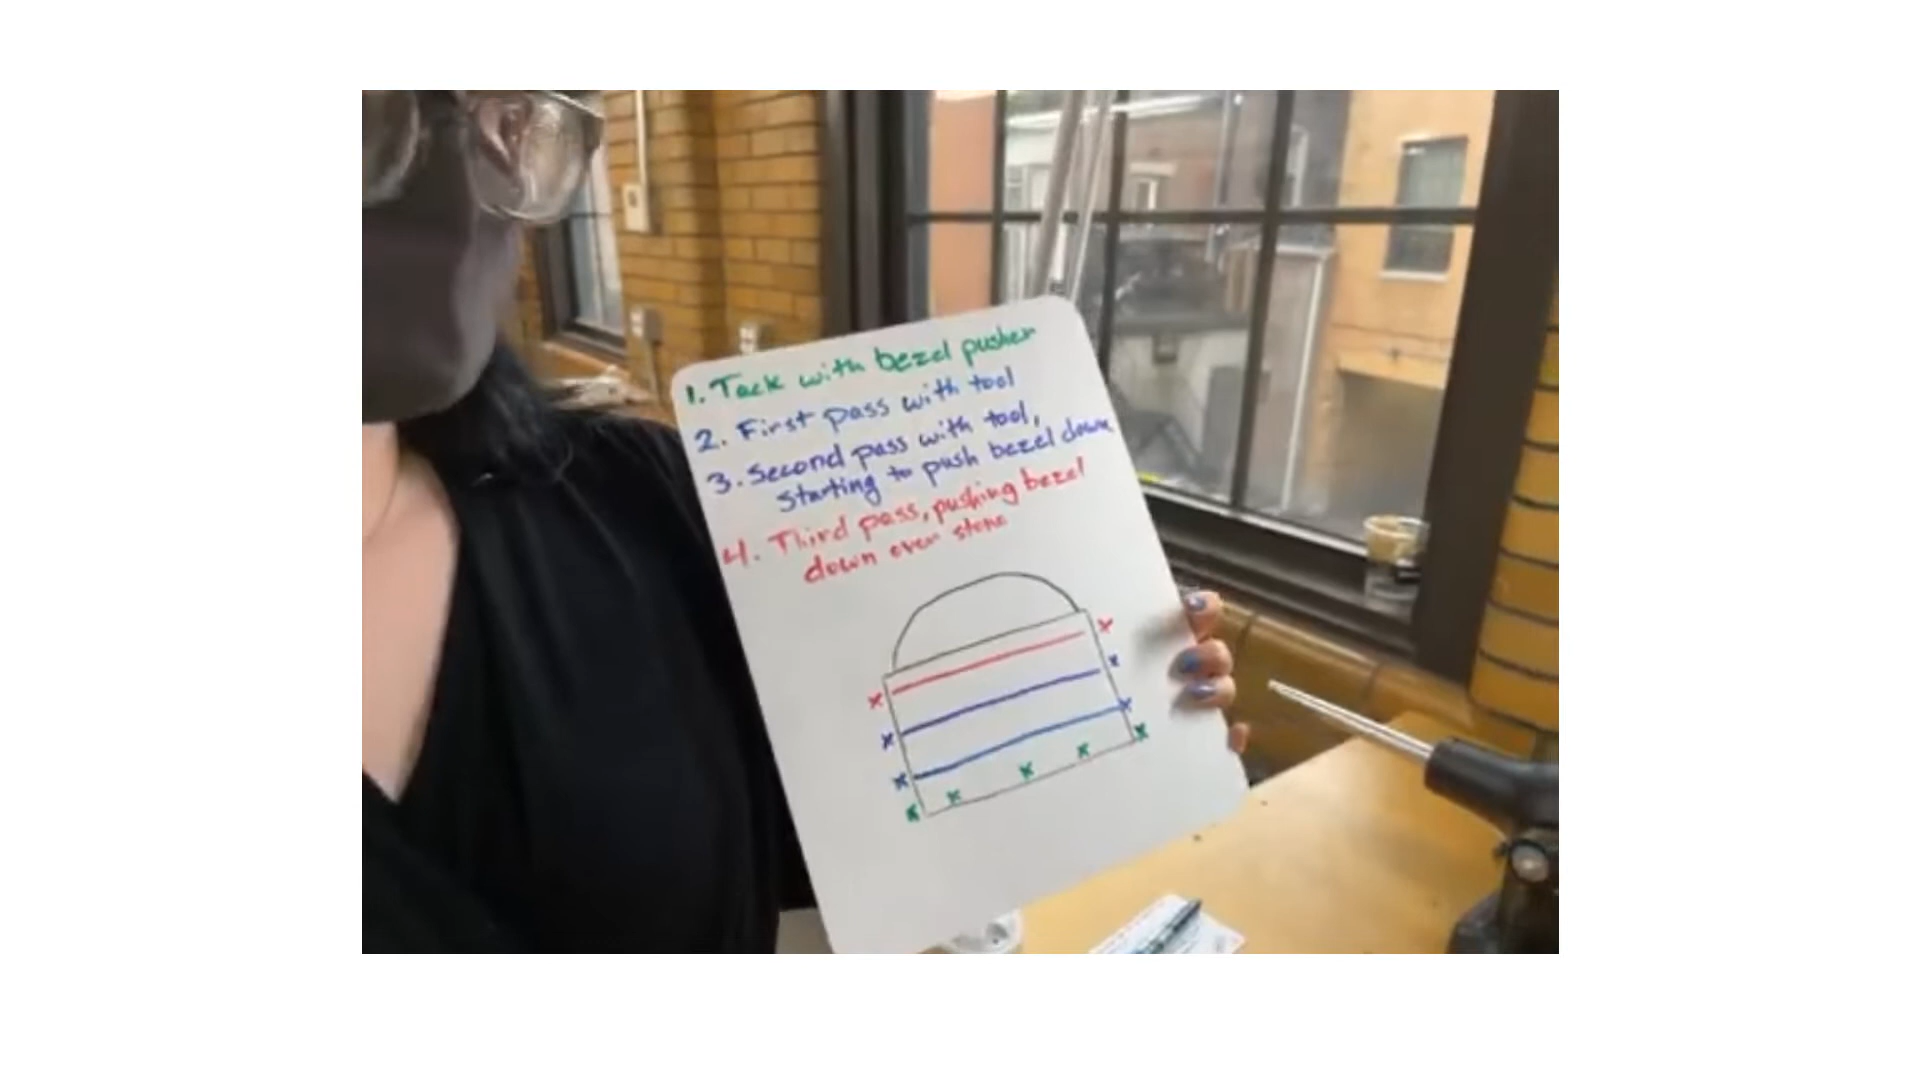 1. Tack with bezel pusher
2. First pass with tool
3. Second pass with tool,
starting to push bezel down
4. Third pass, pushing bezel
down over stone